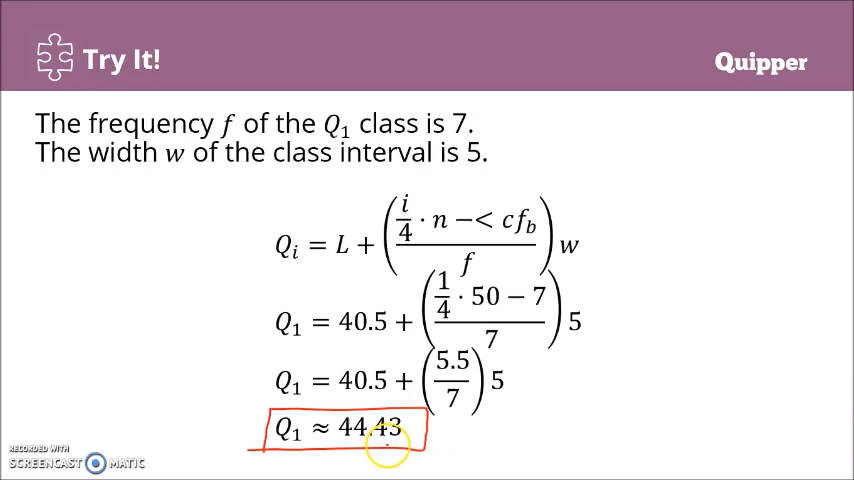 Try It!
Quipper
The frequency f of the Q₁ class is 7.
The width w of the class interval is 5.
Qᵢ = L + ((i/4 · n −< cf_b)/f) w
Q₁ = 40.5 + ((1/4 · 50 − 7)/7) 5
Q₁ = 40.5 + (5.5/7) 5
Q₁ ≈ 44.43
RECORDED WITH
SCREENCAST MATIC